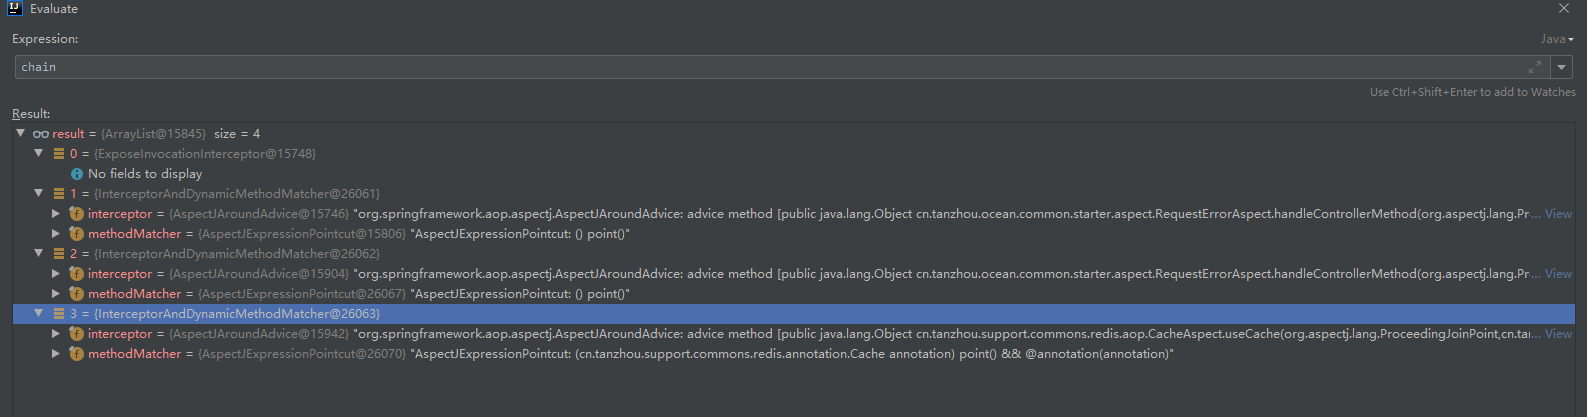 IJ Evaluate
Expression:
Java
chain
Use Ctrl+Shift+Enter to add to Watches
Result:
result = {ArrayList@15845} size = 4
0 = {ExposeInvocationInterceptor@15748}
No fields to display
1 = {InterceptorAndDynamicMethodMatcher@26061}
f interceptor = {AspectJAroundAdvice@15746} "org.springframework.aop.aspectj.AspectJAroundAdvice: advice method [public java.lang.Object cn.tanzhou.ocean.common.starter.aspect.RequestErrorAspect.handleControllerMethod(org.aspectj.lang.Pr... View
f methodMatcher = {AspectJExpressionPointcut@15806} "AspectJExpressionPointcut: () point()"
2 = {InterceptorAndDynamicMethodMatcher@26062}
f interceptor = {AspectJAroundAdvice@15904} "org.springframework.aop.aspectj.AspectJAroundAdvice: advice method [public java.lang.Object cn.tanzhou.ocean.common.starter.aspect.RequestErrorAspect.handleControllerMethod(org.aspectj.lang.Pr... View
f methodMatcher = {AspectJExpressionPointcut@26067} "AspectJExpressionPointcut: () point()"
3 = {InterceptorAndDynamicMethodMatcher@26063}
f interceptor = {AspectJAroundAdvice@15942} "org.springframework.aop.aspectj.AspectJAroundAdvice: advice method [public java.lang.Object cn.tanzhou.support.commons.redis.aop.CacheAspect.useCache(org.aspectj.lang.ProceedingJoinPoint,cn.ta... View
f methodMatcher = {AspectJExpressionPointcut@26070} "AspectJExpressionPointcut: (cn.tanzhou.support.commons.redis.annotation.Cache annotation) point() && @annotation(annotation)"